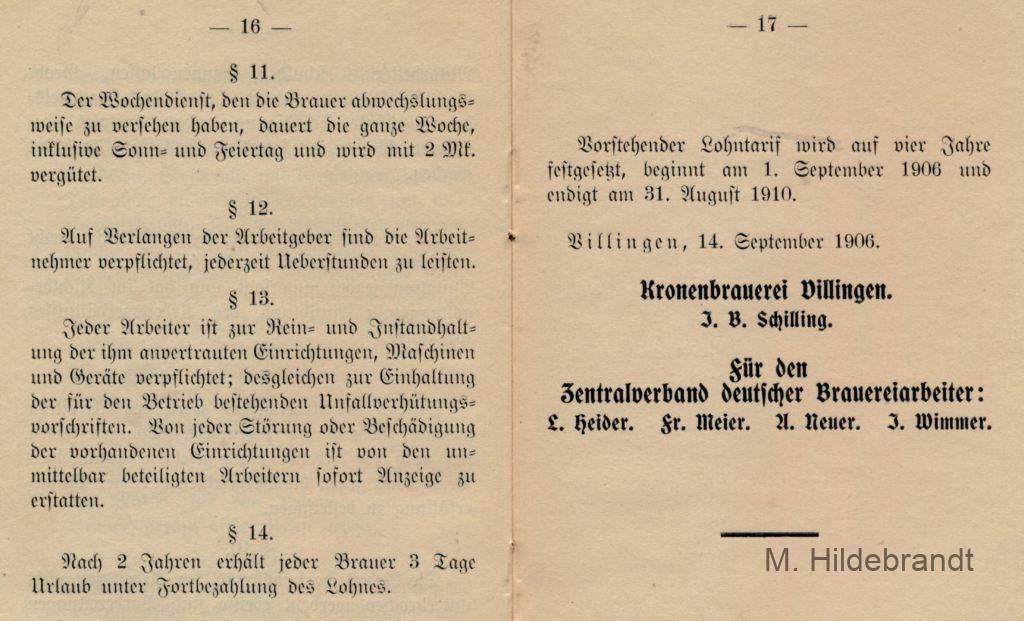 — 16 —
§ 11.
Der Wochendienst, den die Brauer abwechslungs=
weise zu versehen haben, dauert die ganze Woche,
inklusive Sonn= und Feiertag und wird mit 2 Mk.
vergütet.
§ 12.
Auf Verlangen der Arbeitgeber sind die Arbeit=
nehmer verpflichtet, jederzeit Ueberstunden zu leisten.
§ 13.
Jeder Arbeiter ist zur Rein= und Instandhalt=
ung der ihm anvertrauten Einrichtungen, Maschinen
und Geräte verpflichtet; desgleichen zur Einhaltung
der für den Betrieb bestehenden Unfallverhütungs=
vorschriften. Von jeder Störung oder Beschädigung
der vorhandenen Einrichtungen ist von den un=
mittelbar beteiligten Arbeitern sofort Anzeige zu
erstatten.
§ 14.
Nach 2 Jahren erhält jeder Brauer 3 Tage
Urlaub unter Fortbezahlung des Lohnes.
— 17 —
Vorstehender Lohntarif wird auf vier Jahre
festgesetzt, beginnt am 1. September 1906 und
endigt am 31. August 1910.
Villingen, 14. September 1906.
Kronenbrauerei Villingen.
J. B. Schilling.
Für den
Zentralverband deutscher Brauereiarbeiter:
L. Heider. Fr. Meier. A. Neuer. J. Wimmer.
M. Hildebrandt